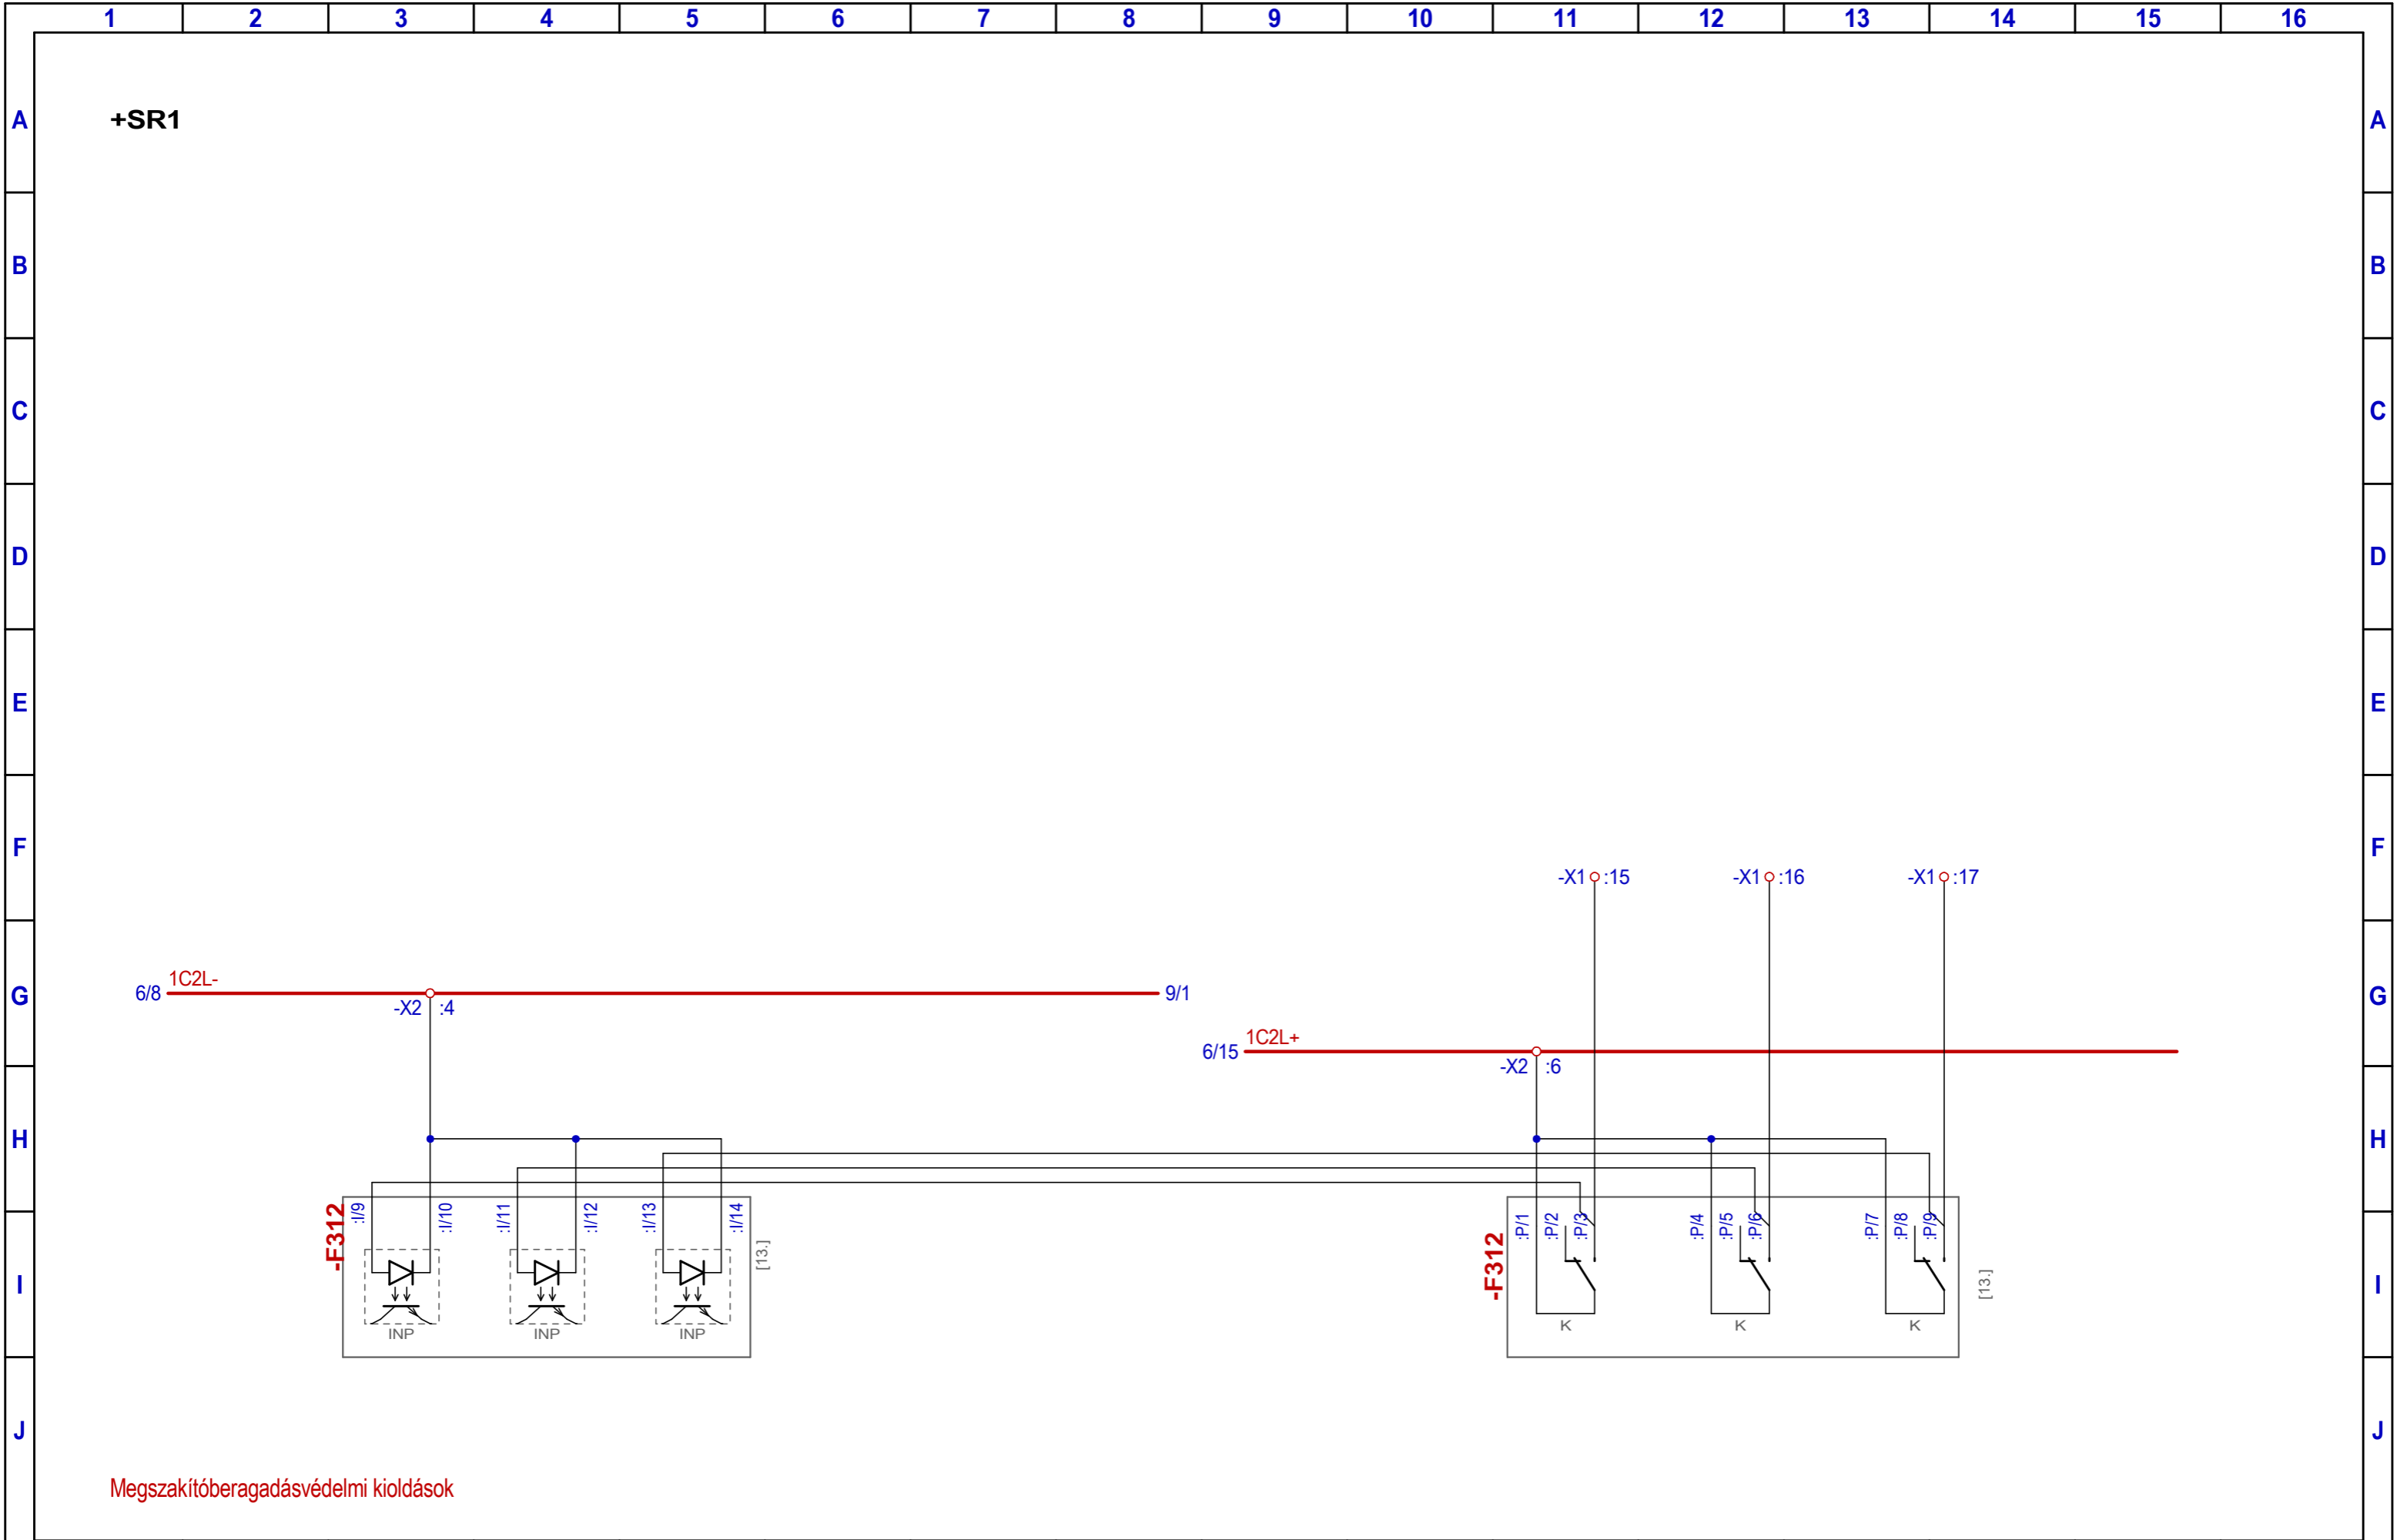 1 2 3 4 5 6 7 8 9 10 11 12 13 14 15 16
A +SR1 A
B B
C C
D D
E E
F F
-X1 :15 -X1 :16 -X1 :17
1C2L-
6/8 9/1
G G
-X2 :4
1C2L+
6/15
-X2 :6
H H
-F312 :I/9 :I/10 :I/11 :I/12 :I/13 :I/14 [13.]
-F312 :P/1 :P/2 :P/3 :P/4 :P/5 :P/6 :P/7 :P/8 :P/9 [13.]
I I
INP INP INP
K K K
J J
Megszakítóberagadásvédelmi kioldások